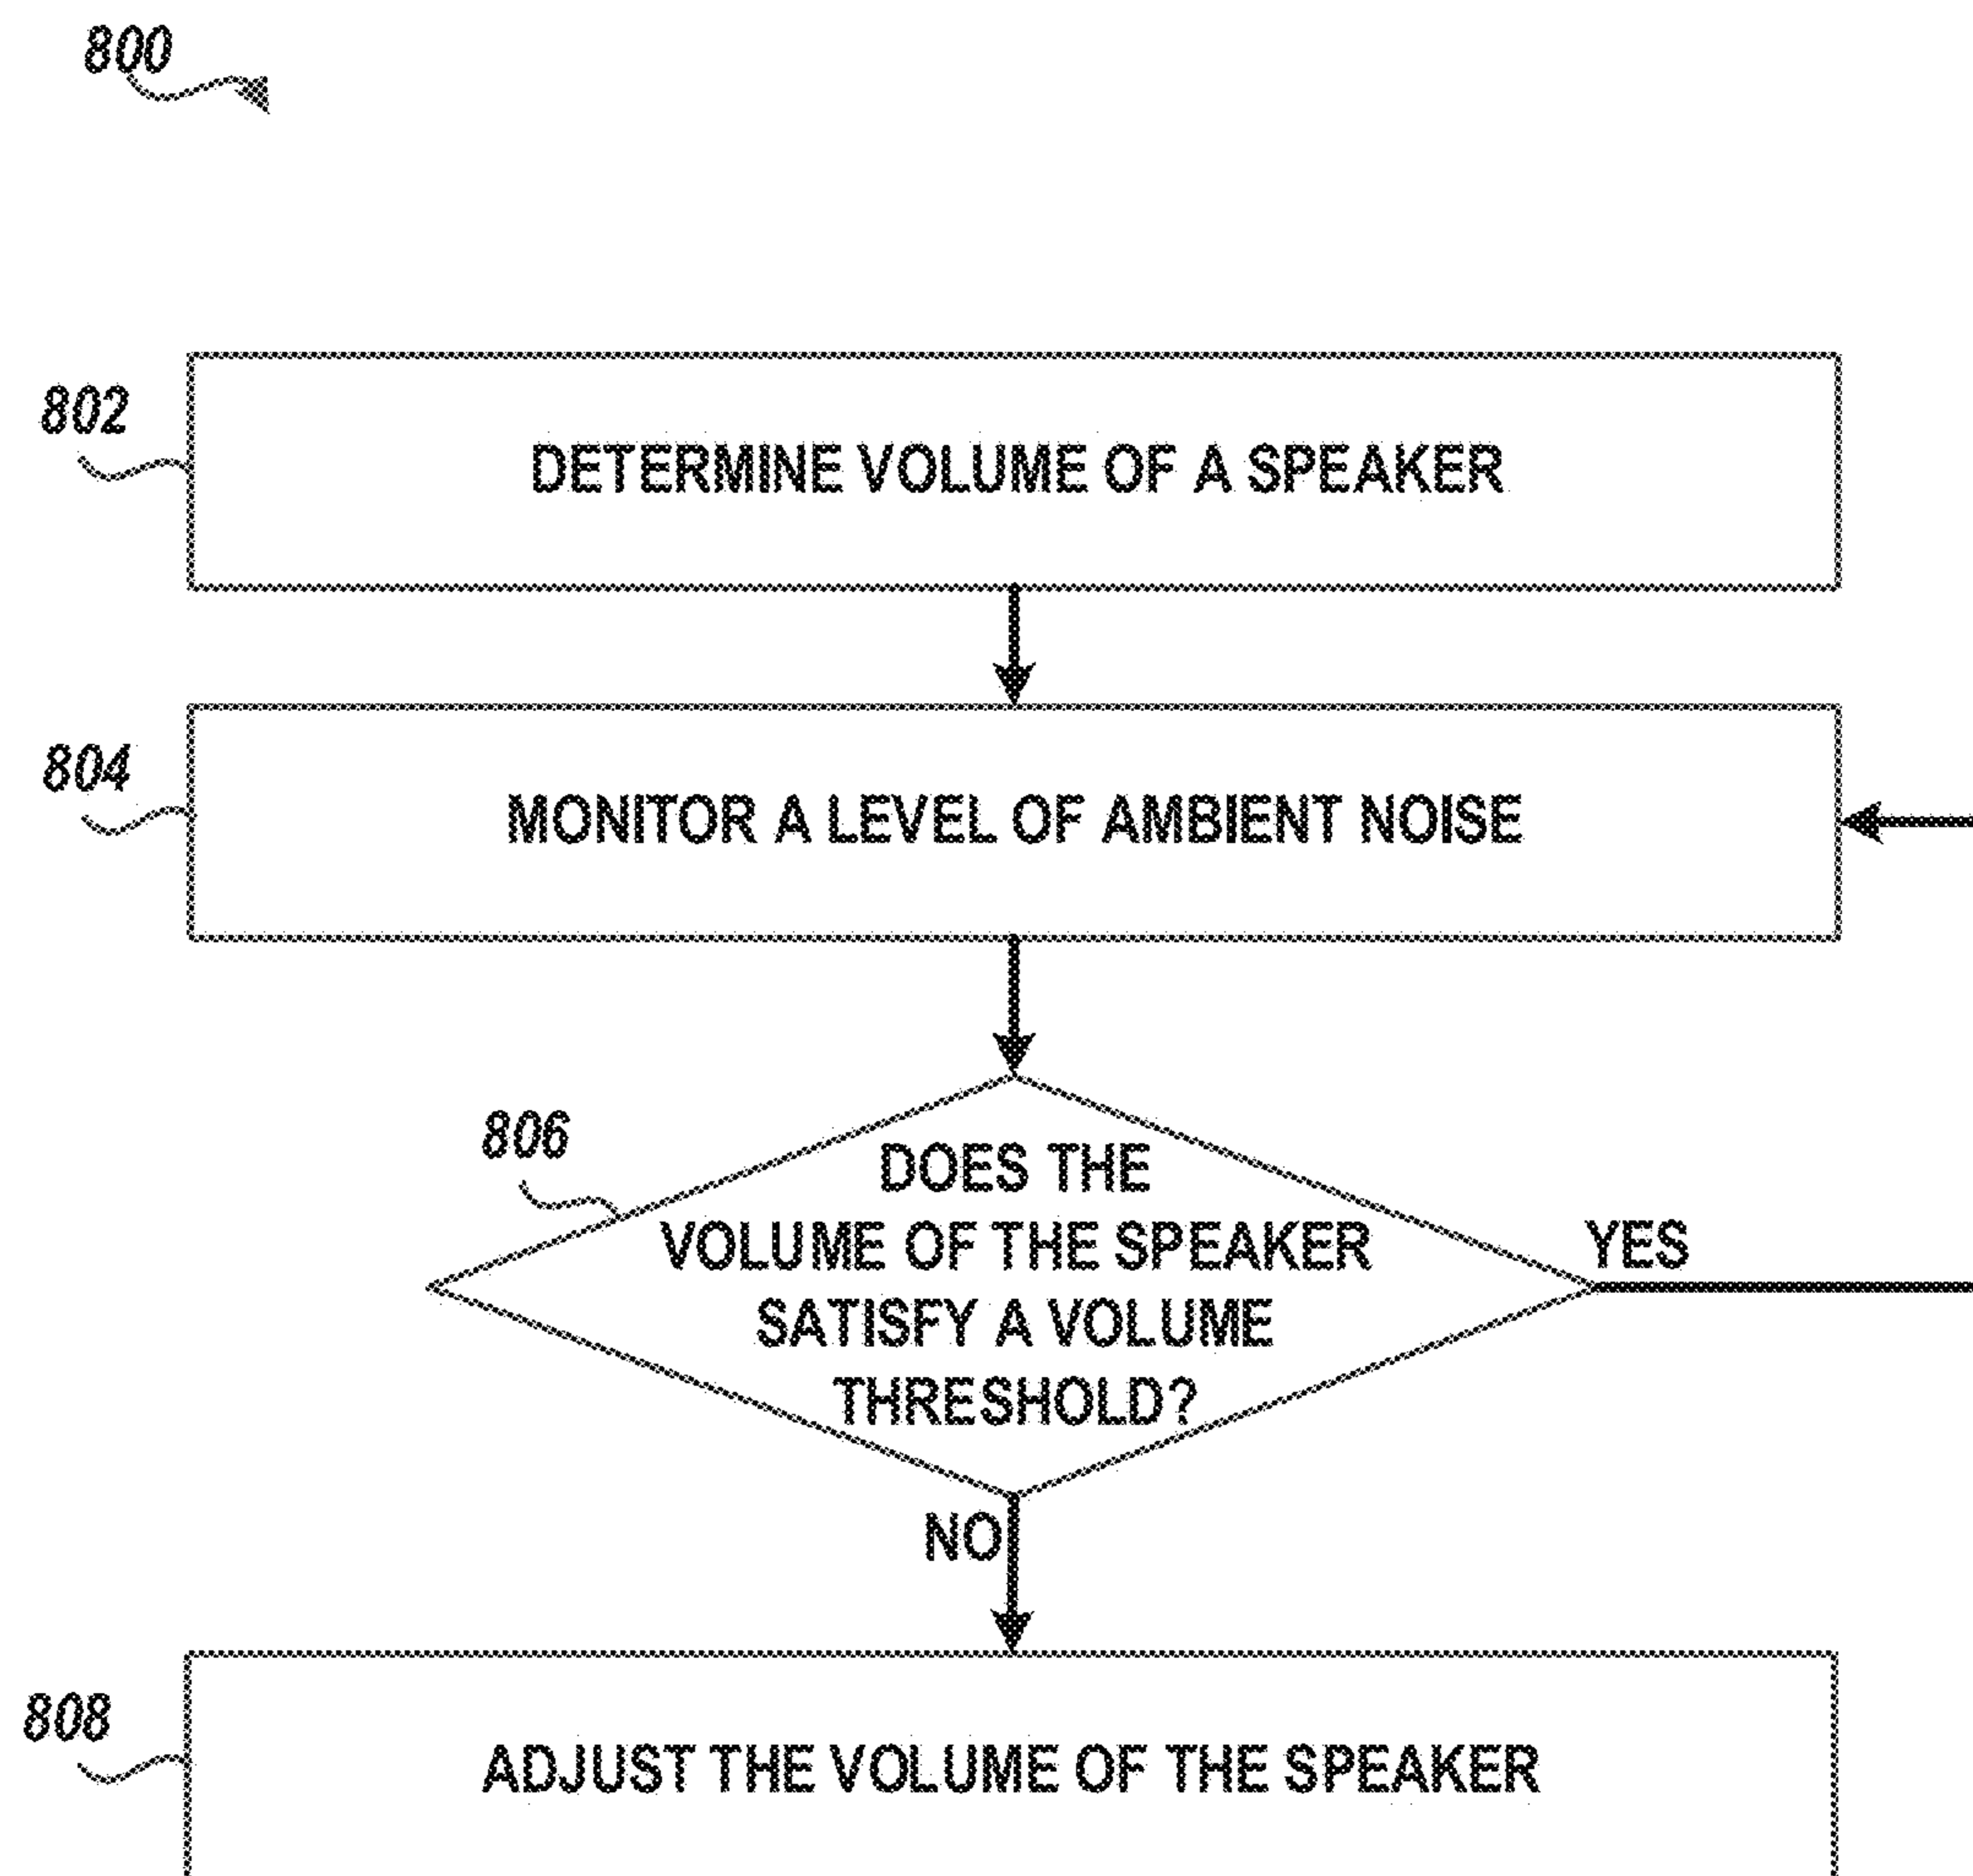 800
802
DETERMINE VOLUME OF A SPEAKER
804
MONITOR A LEVEL OF AMBIENT NOISE
806
DOES THE
VOLUME OF THE SPEAKER
SATISFY A VOLUME
THRESHOLD?
YES
NO
808
ADJUST THE VOLUME OF THE SPEAKER